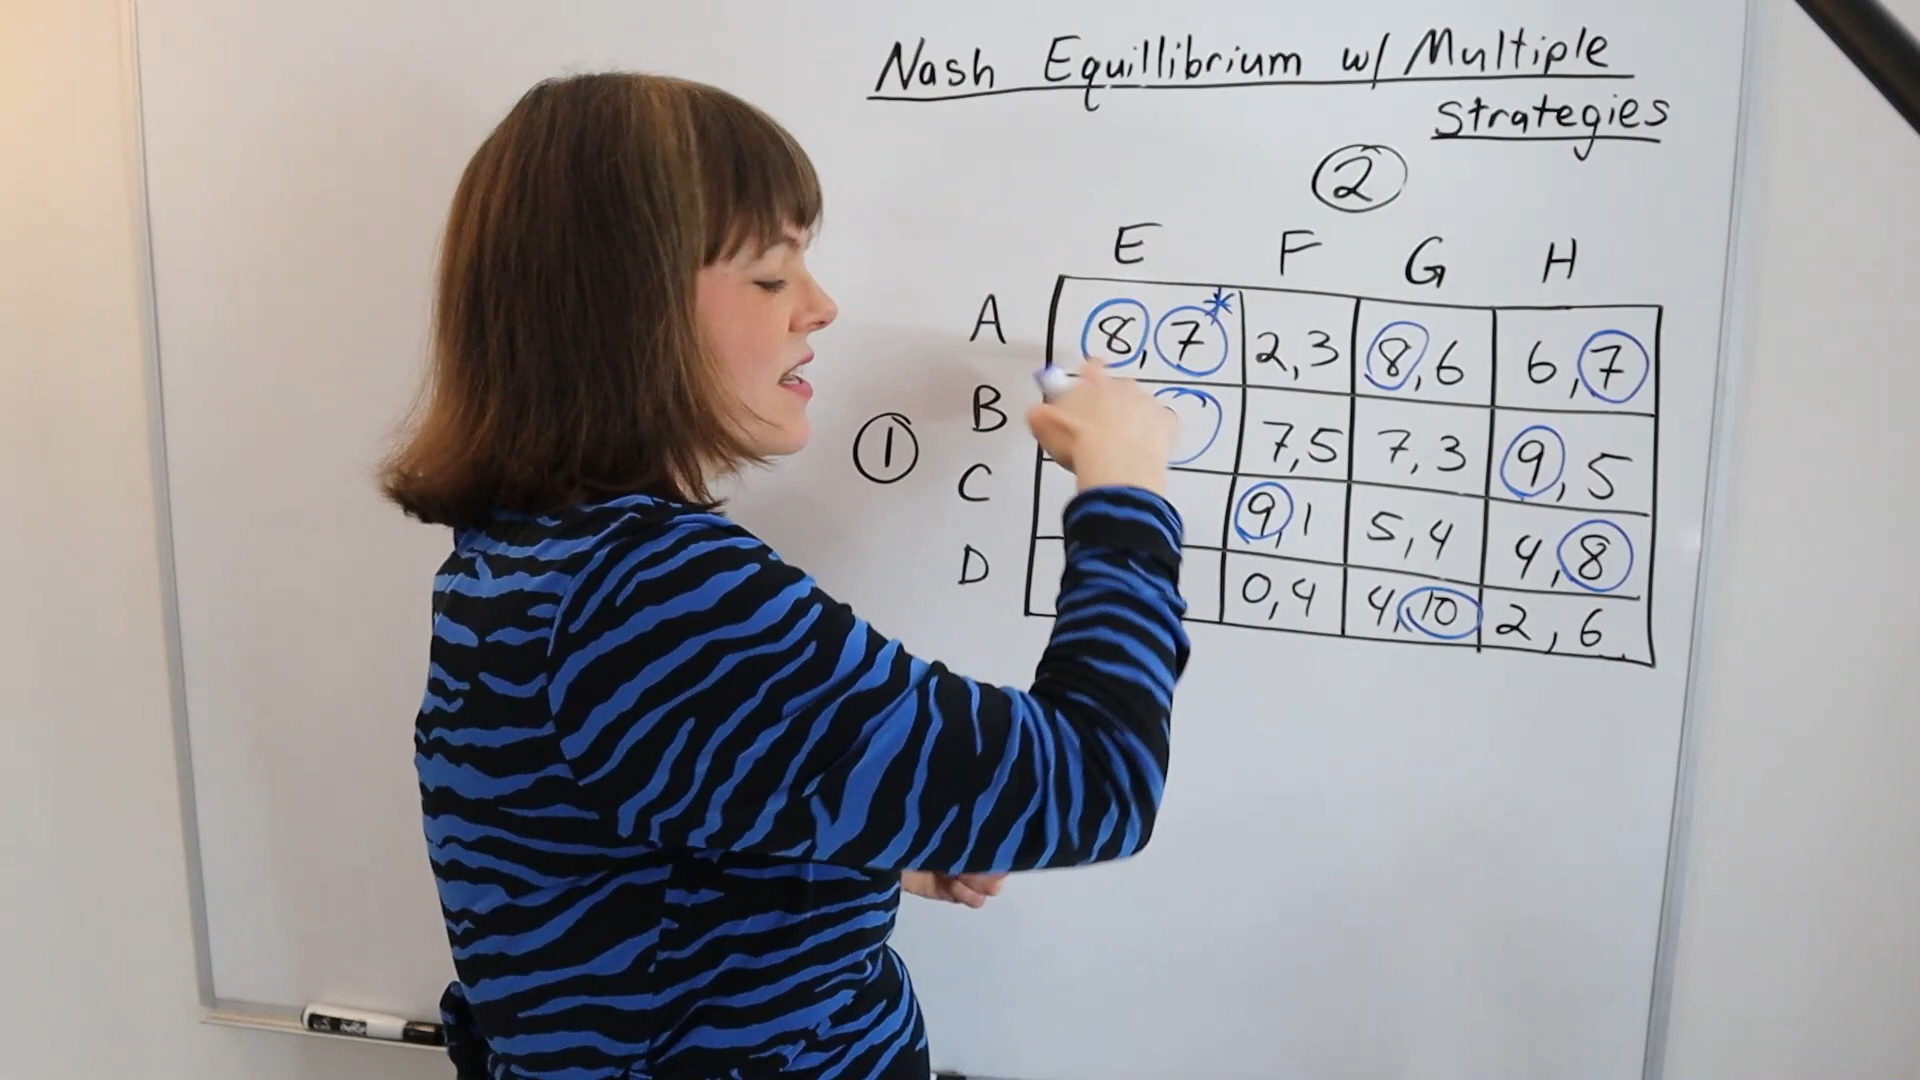 Nash Equillibrium w/ Multiple
Strategies
2
E F G H
A 8, 7* 2,3 8,6 6,7
B 7,5 7,3 9,5
1
C 9,1 5,4 4,8
D 0,4 4,10 2,6